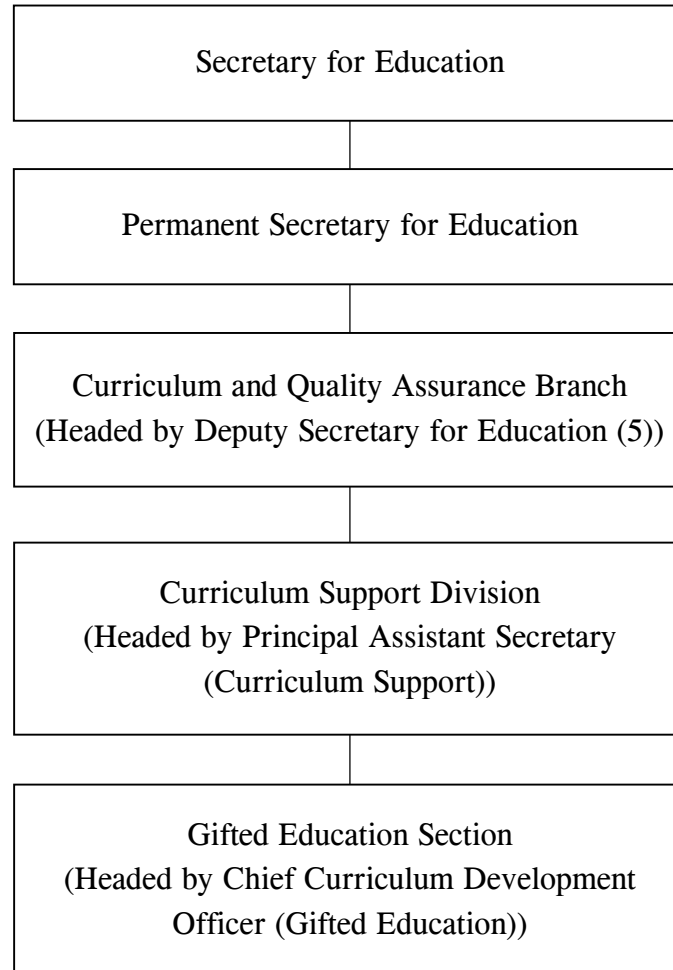 Secretary for Education
Permanent Secretary for Education
Curriculum and Quality Assurance Branch
(Headed by Deputy Secretary for Education (5))
Curriculum Support Division
(Headed by Principal Assistant Secretary
(Curriculum Support))
Gifted Education Section
(Headed by Chief Curriculum Development
Officer (Gifted Education))